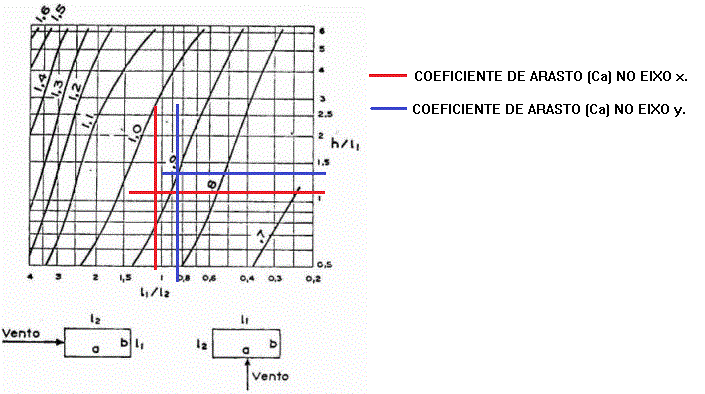 1,6
1,5
1,4
1,3
1,2
1,1
1,0
,9
,8
,7
6
5
4
3
2.5
2
h/l₁
1.5
1
0,5
4
3
2
1,5
1
0,8
0,6
0,4
0,3
0,2
l₁/l₂
COEFICIENTE DE ARASTO (Ca) NO EIXO x.
COEFICIENTE DE ARASTO (Ca) NO EIXO y.
l₂
Vento
a
b
l₁
l₁
l₂
a
b
Vento